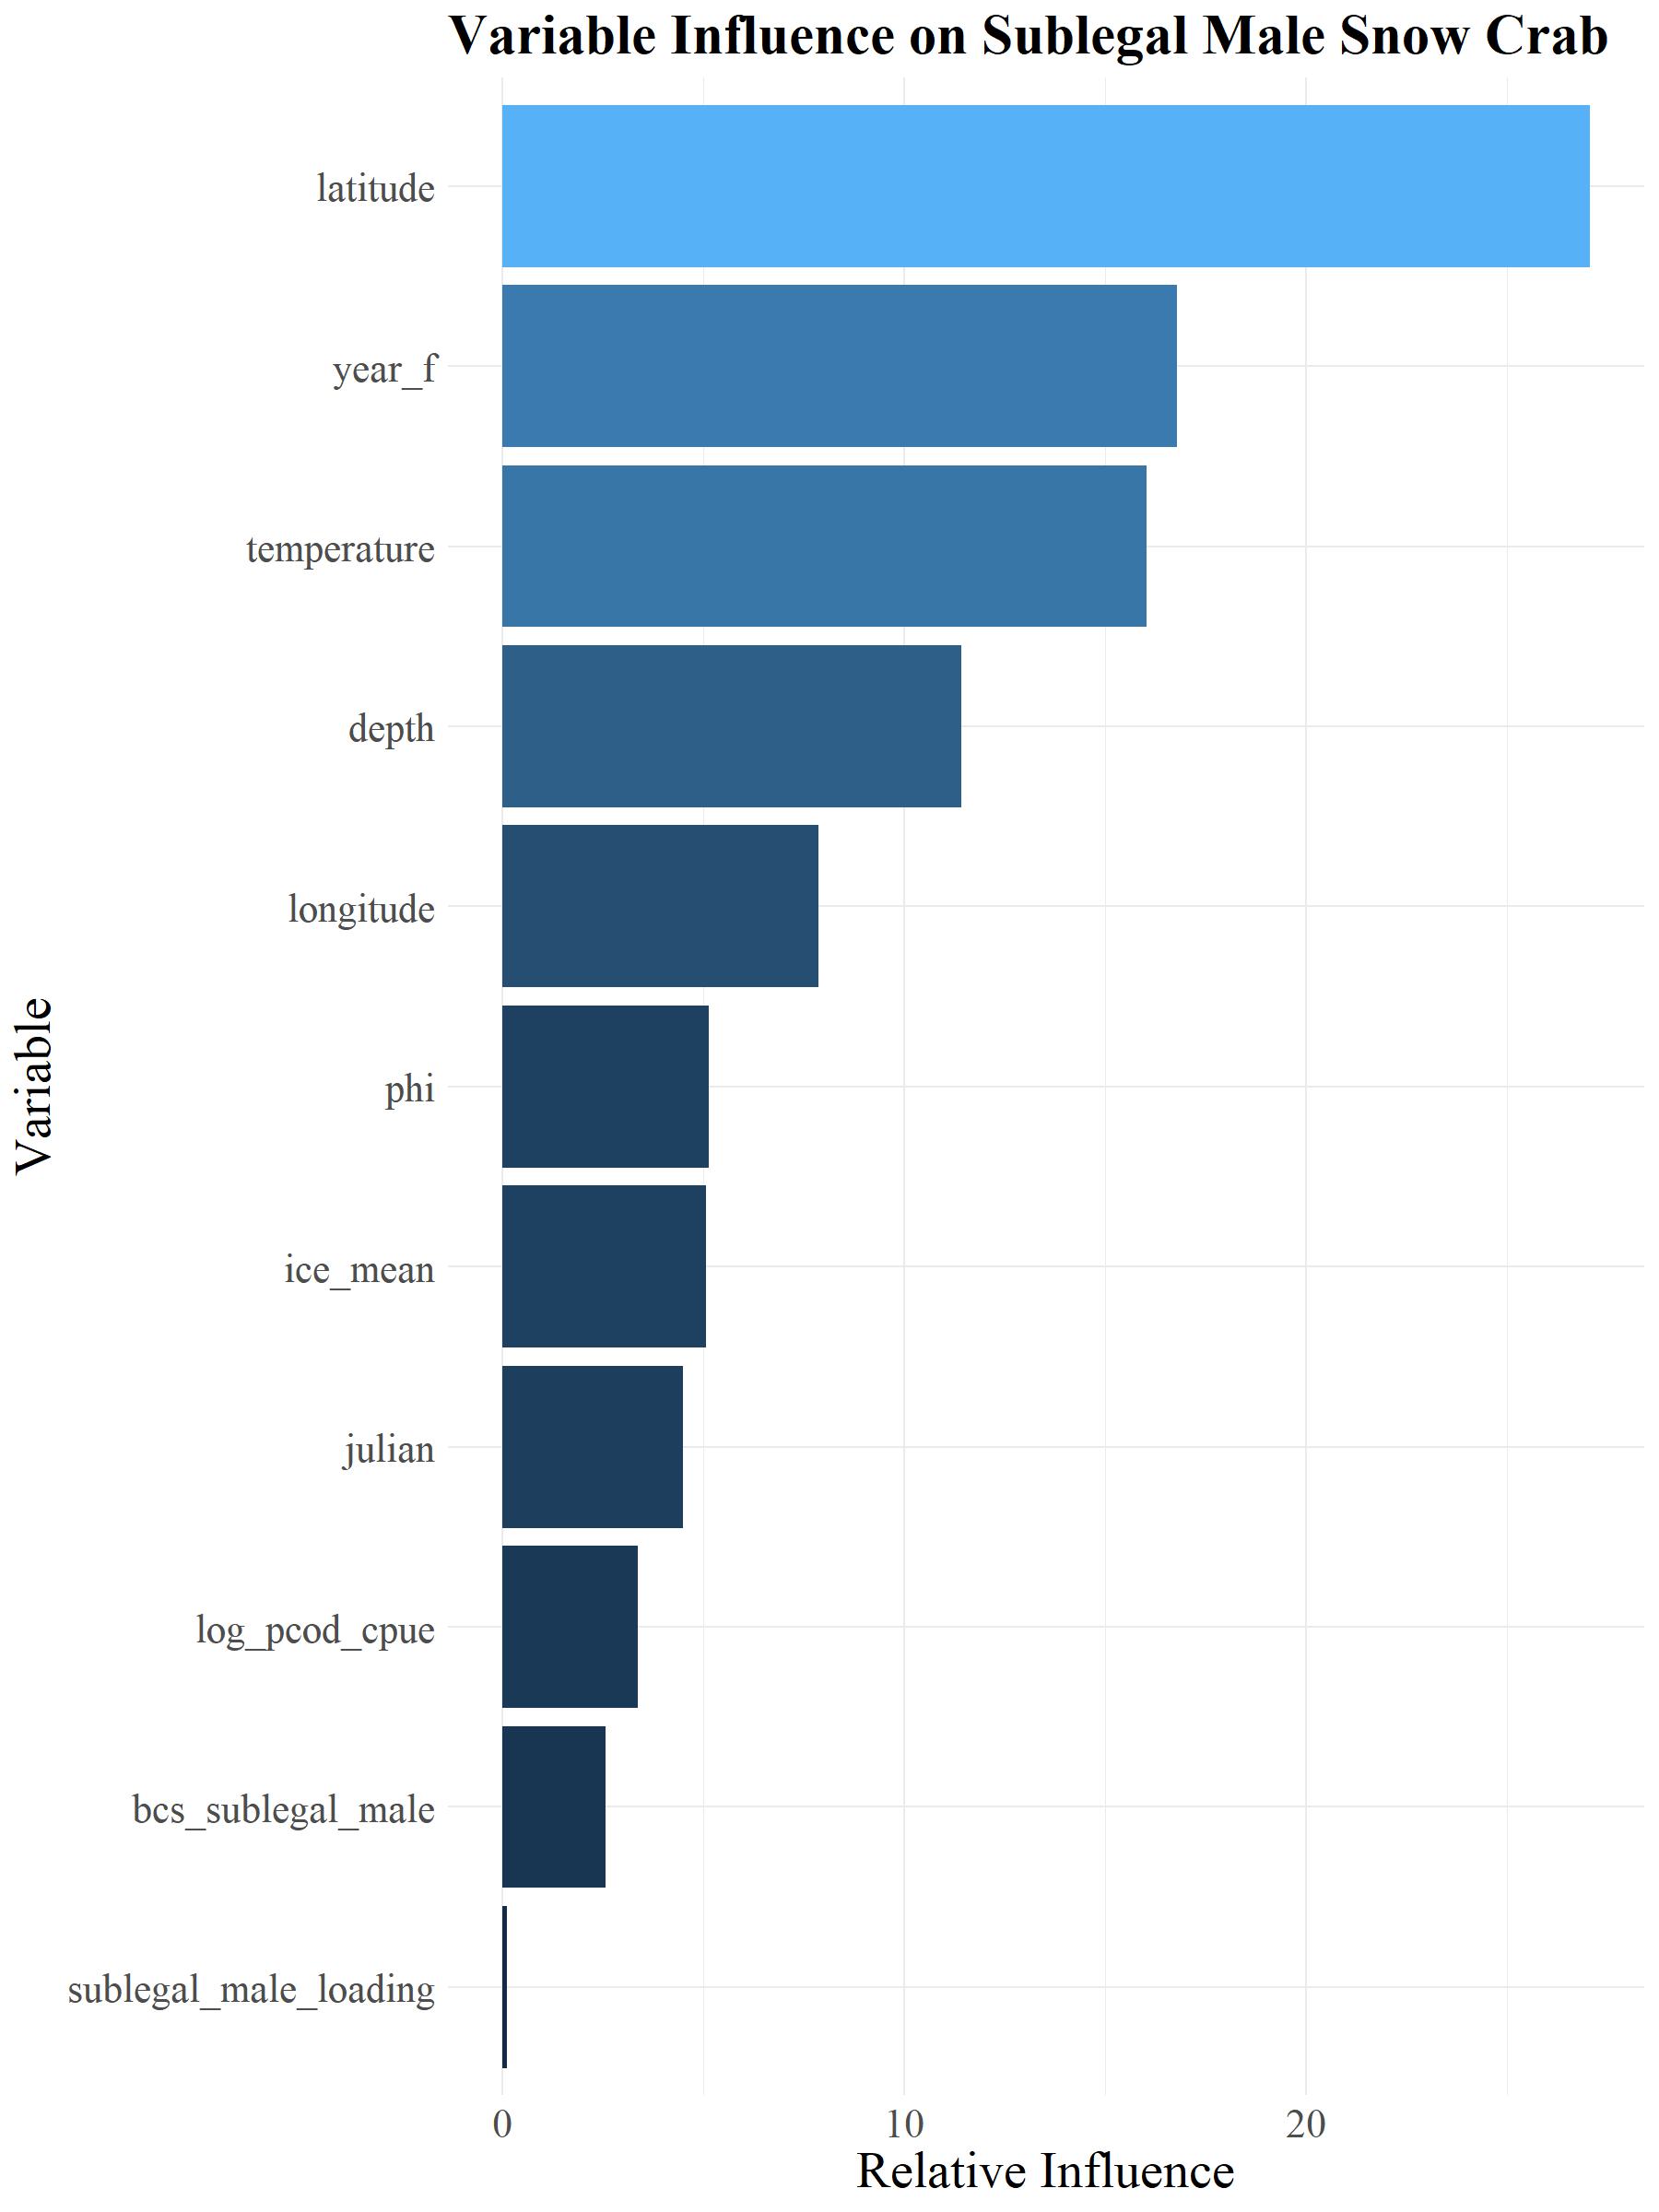 Variable Influence on Sublegal Male Snow Crab
latitude
year_f
temperature
depth
longitude
phi
ice_mean
julian
log_pcod_cpue
bcs_sublegal_male
sublegal_male_loading
Variable
0 10 20
Relative Influence